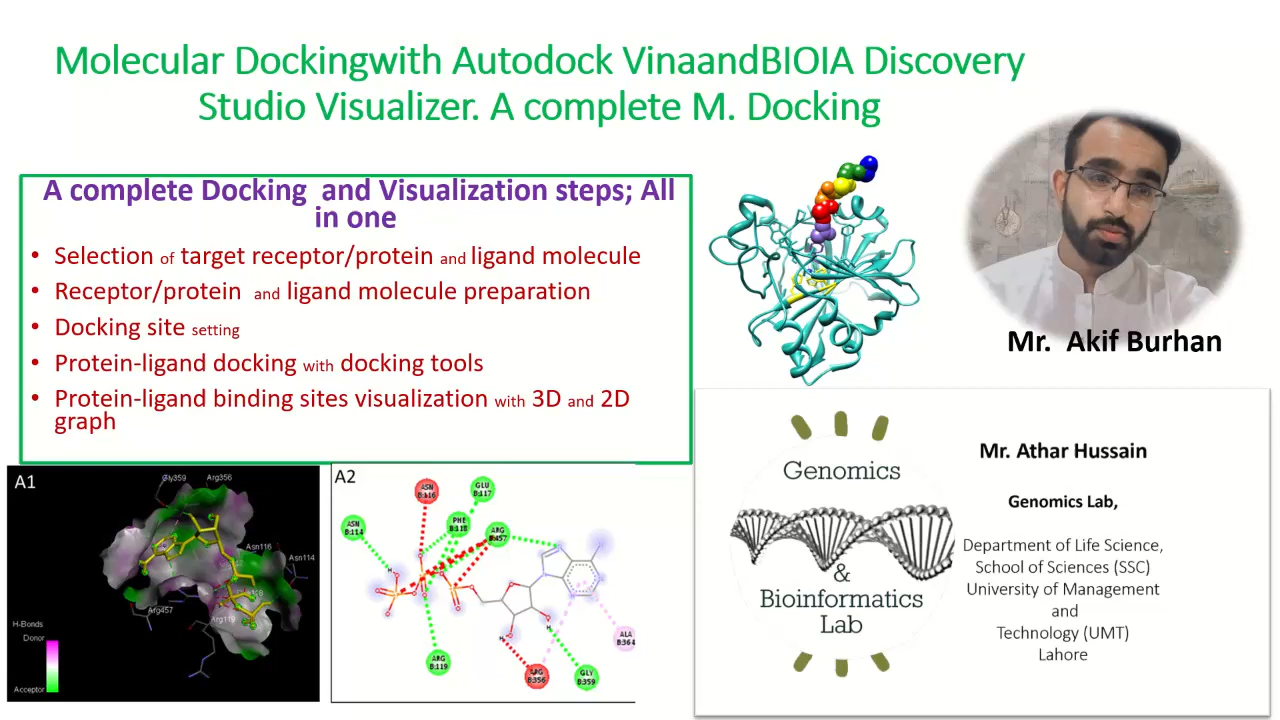 Molecular Dockingwith Autodock VinaandBIOIA Discovery
Studio Visualizer. A complete M. Docking
A complete Docking and Visualization steps; All
in one
• Selection of target receptor/protein and ligand molecule
• Receptor/protein and ligand molecule preparation
• Docking site setting
• Protein-ligand docking with docking tools
• Protein-ligand binding sites visualization with 3D and 2D
graph
Mr. Akif Burhan
A1
Gly359
Arg356
Asn116
Asn114
Arg457
Arg119
H-Bonds
Donor
Acceptor
A2
ASN
B:116
GLU
B:117
ASN
B:114
PHE
B:118
ARG
B:457
ARG
B:119
ARG
B:356
GLY
B:359
ALA
B:364
Genomics
&
Bioinformatics
Lab
Mr. Athar Hussain
Genomics Lab,
Department of Life Science,
School of Sciences (SSC)
University of Management
and
Technology (UMT)
Lahore